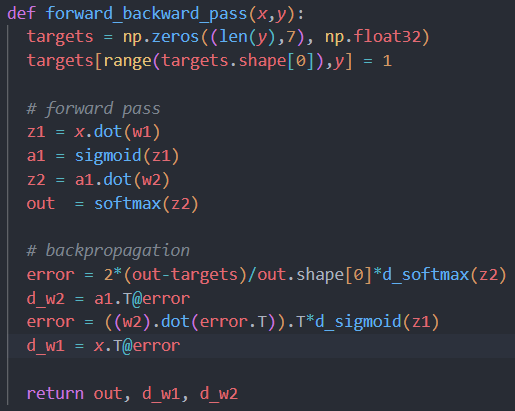 def forward_backward_pass(x,y):
  targets = np.zeros((len(y),7), np.float32)
  targets[range(targets.shape[0]),y] = 1
  # forward pass
  z1 = x.dot(w1)
  a1 = sigmoid(z1)
  z2 = a1.dot(w2)
  out  = softmax(z2)
  # backpropagation
  error = 2*(out-targets)/out.shape[0]*d_softmax(z2)
  d_w2 = a1.T@error
  error = ((w2).dot(error.T)).T*d_sigmoid(z1)
  d_w1 = x.T@error
  return out, d_w1, d_w2